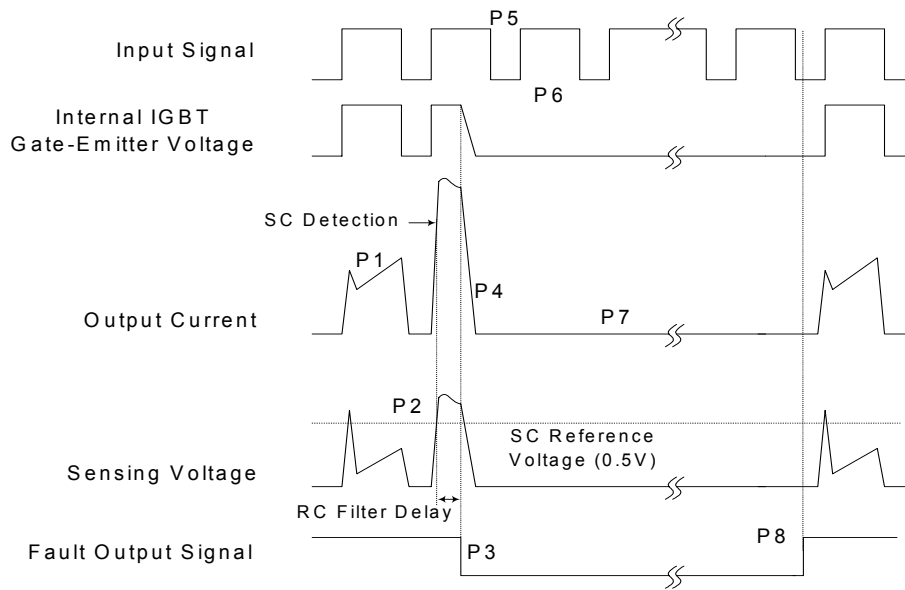 P5
Input Signal
P6
Internal IGBT
Gate-Emitter Voltage
SC Detection
P1
P4
P7
Output Current
P2
SC Reference
Voltage (0.5V)
Sensing Voltage
RC Filter Delay
P3
P8
Fault Output Signal